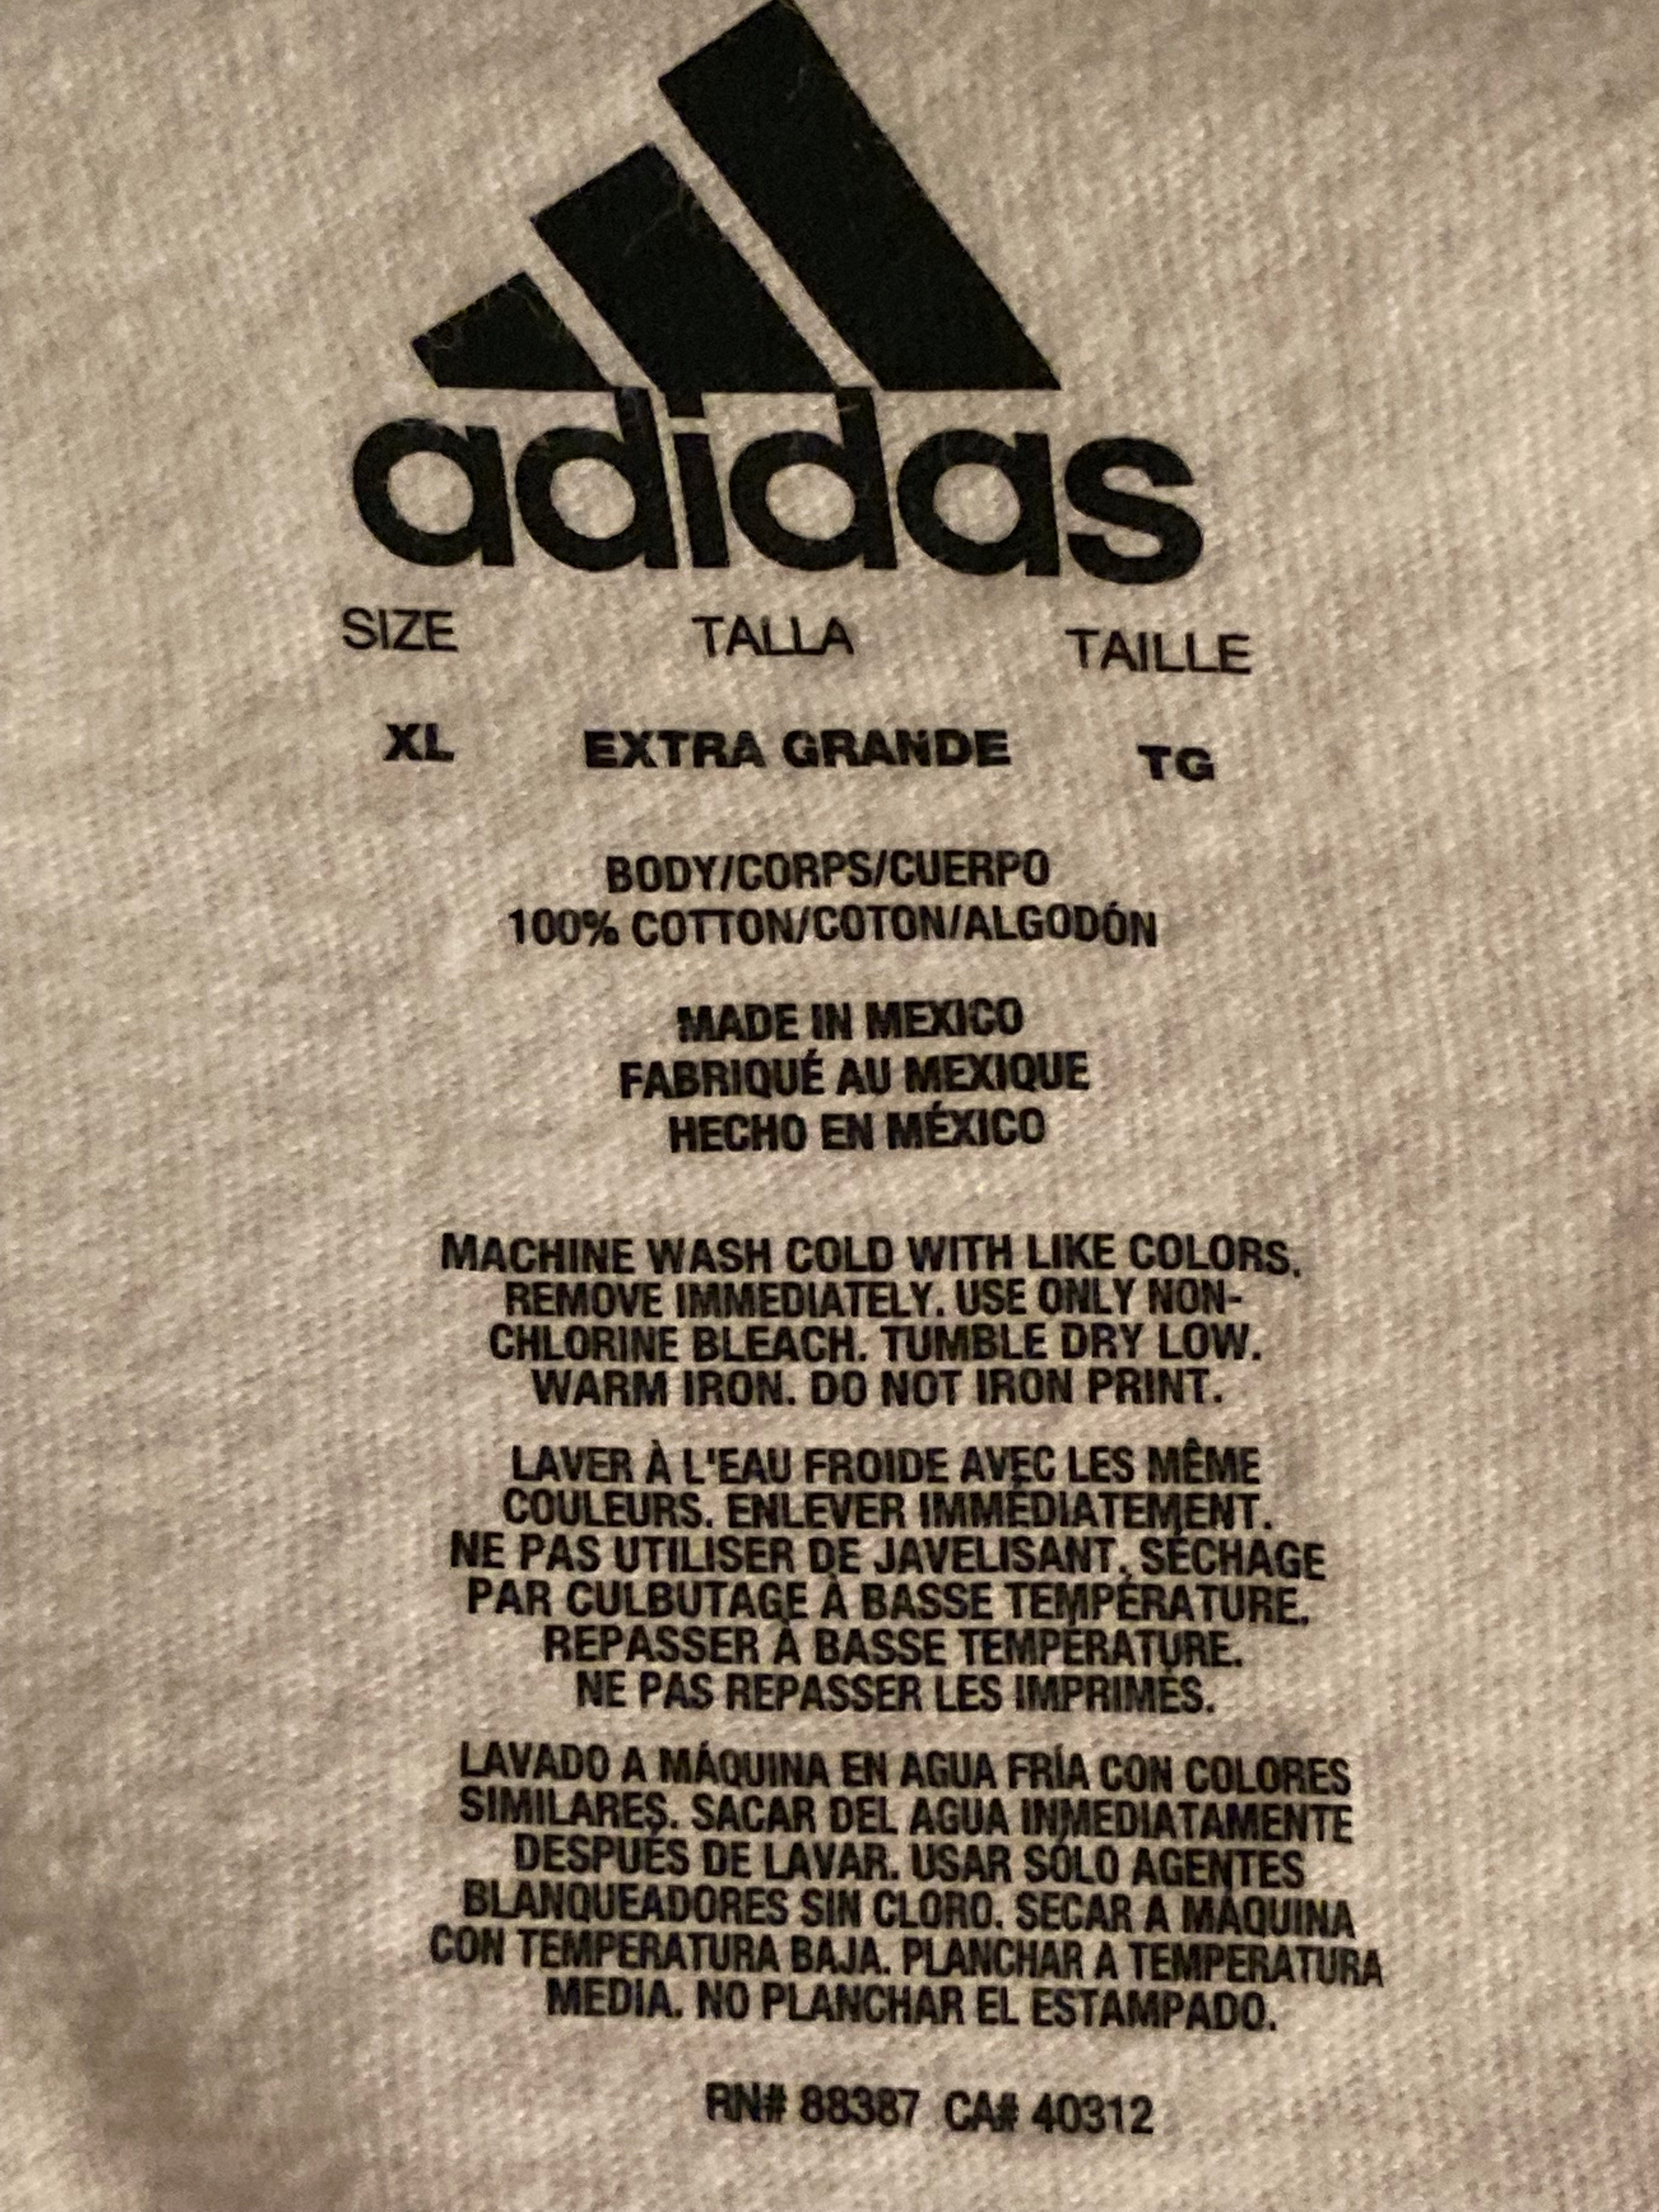 adidas
SIZE TALLA TAILLE
XL EXTRA GRANDE TG
BODY/CORPS/CUERPO
100% COTTON/COTON/ALGODÓN
MADE IN MEXICO
FABRIQUÉ AU MEXIQUE
HECHO EN MÉXICO
MACHINE WASH COLD WITH LIKE COLORS.
REMOVE IMMEDIATELY. USE ONLY NON-
CHLORINE BLEACH. TUMBLE DRY LOW.
WARM IRON. DO NOT IRON PRINT.
LAVER À L'EAU FROIDE AVEC LES MÊME
COULEURS. ENLEVER IMMÉDIATEMENT.
NE PAS UTILISER DE JAVELISANT. SÉCHAGE
PAR CULBUTAGE À BASSE TEMPÉRATURE.
REPASSER À BASSE TEMPÉRATURE.
NE PAS REPASSER LES IMPRIMÉS.
LAVADO A MÁQUINA EN AGUA FRÍA CON COLORES
SIMILARES. SACAR DEL AGUA INMEDIATAMENTE
DESPUÉS DE LAVAR. USAR SÓLO AGENTES
BLANQUEADORES SIN CLORO. SECAR A MÁQUINA
CON TEMPERATURA BAJA. PLANCHAR A TEMPERATURA
MEDIA. NO PLANCHAR EL ESTAMPADO.
RN# 88387 CA# 40312